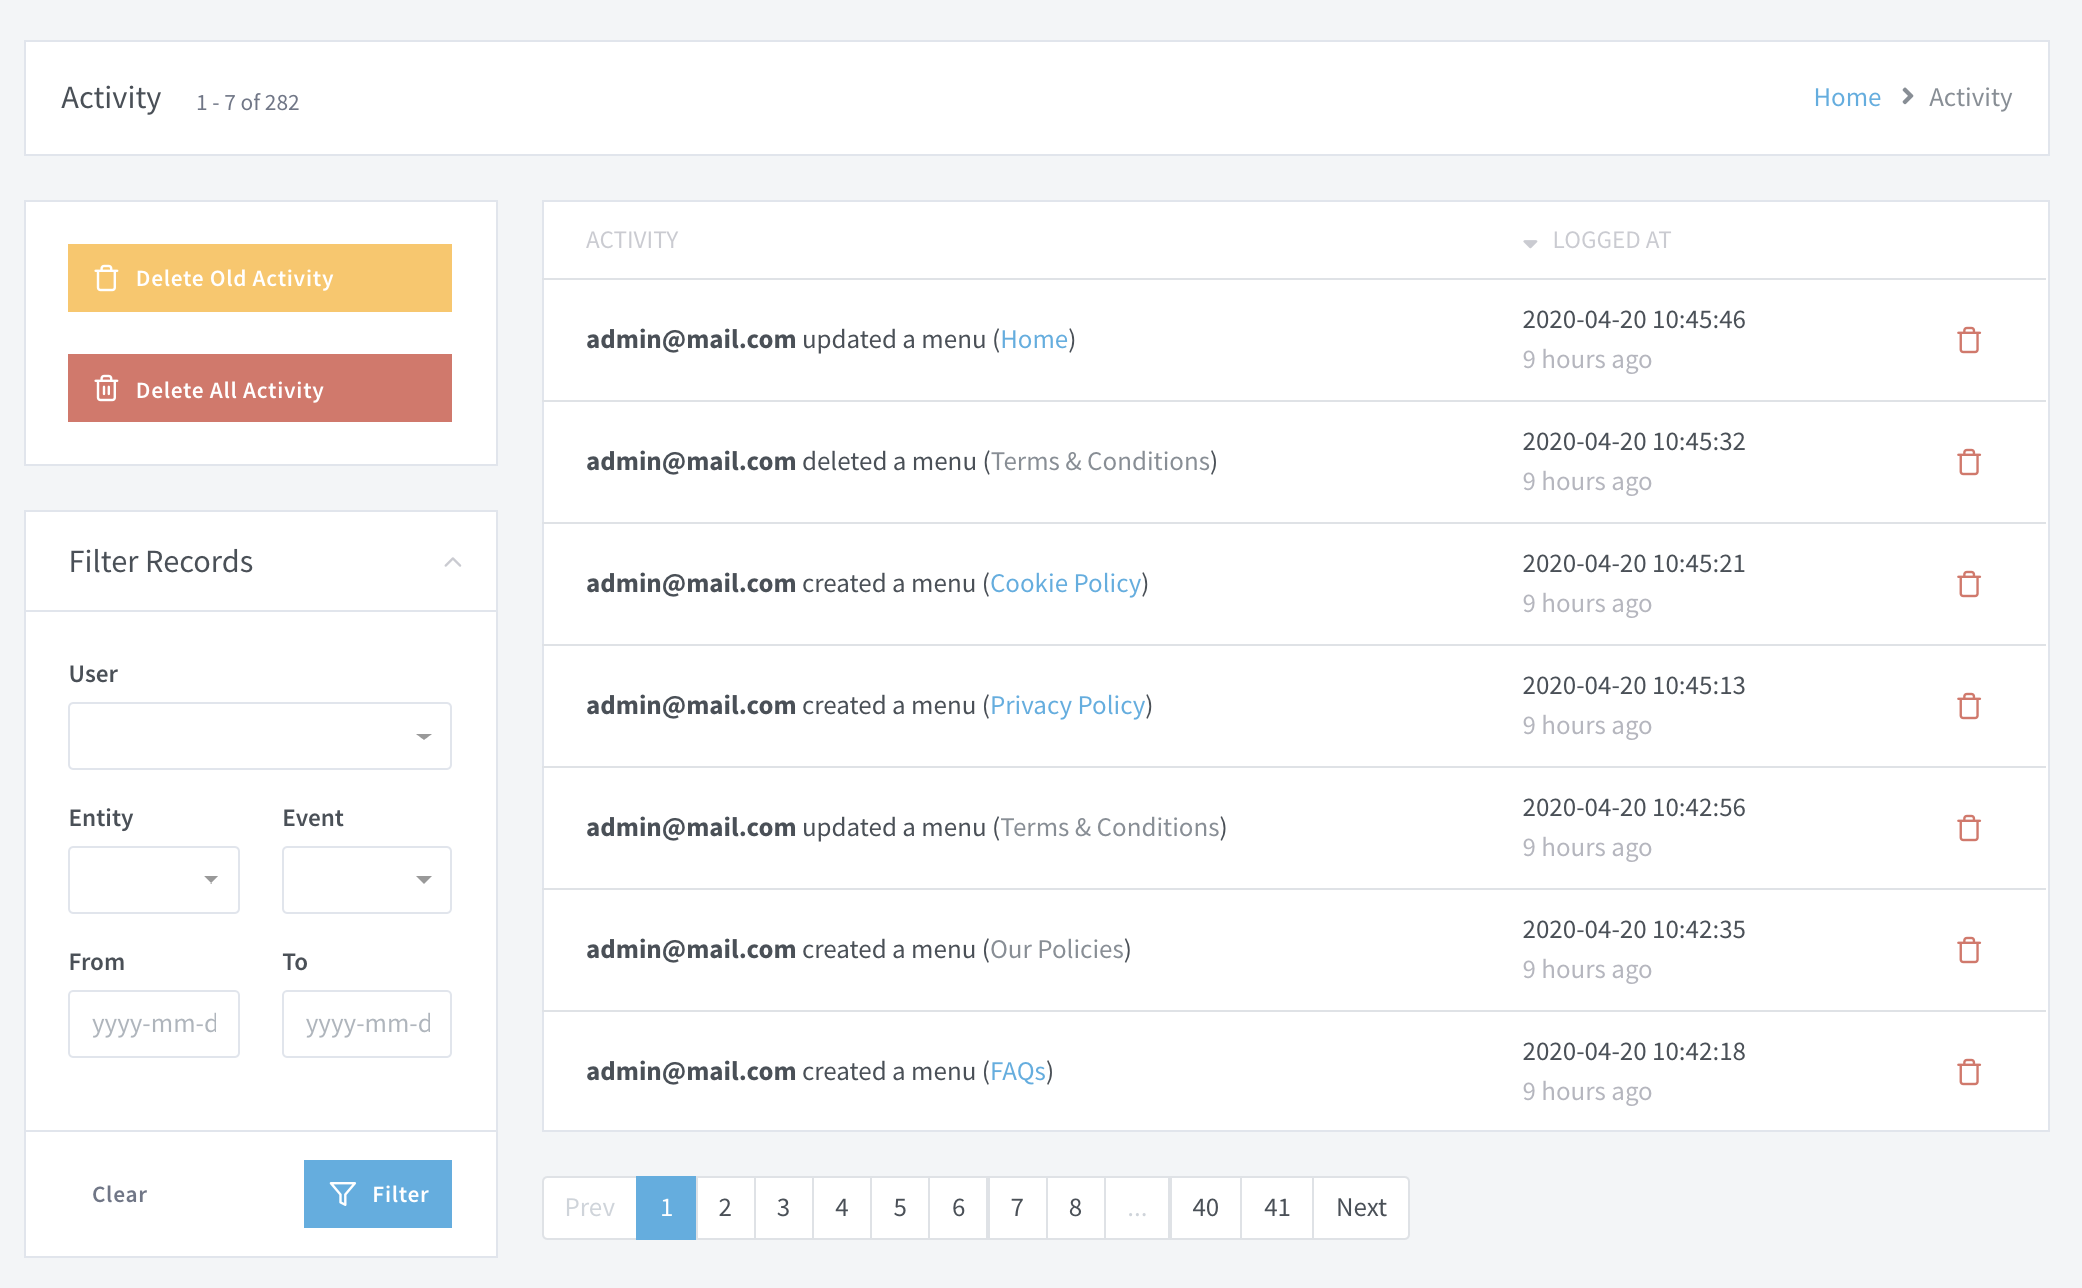 Activity 1 - 7 of 282
Home Activity
Delete Old Activity
Delete All Activity
Filter Records
User
Entity Event
From To
yyyy-mm-d yyyy-mm-d
Clear Filter
ACTIVITY LOGGED AT
admin@mail.com updated a menu (Home) 2020-04-20 10:45:46
9 hours ago
admin@mail.com deleted a menu (Terms & Conditions) 2020-04-20 10:45:32
9 hours ago
admin@mail.com created a menu (Cookie Policy) 2020-04-20 10:45:21
9 hours ago
admin@mail.com created a menu (Privacy Policy) 2020-04-20 10:45:13
9 hours ago
admin@mail.com updated a menu (Terms & Conditions) 2020-04-20 10:42:56
9 hours ago
admin@mail.com created a menu (Our Policies) 2020-04-20 10:42:35
9 hours ago
admin@mail.com created a menu (FAQs) 2020-04-20 10:42:18
9 hours ago
Prev 1 2 3 4 5 6 7 8 ... 40 41 Next